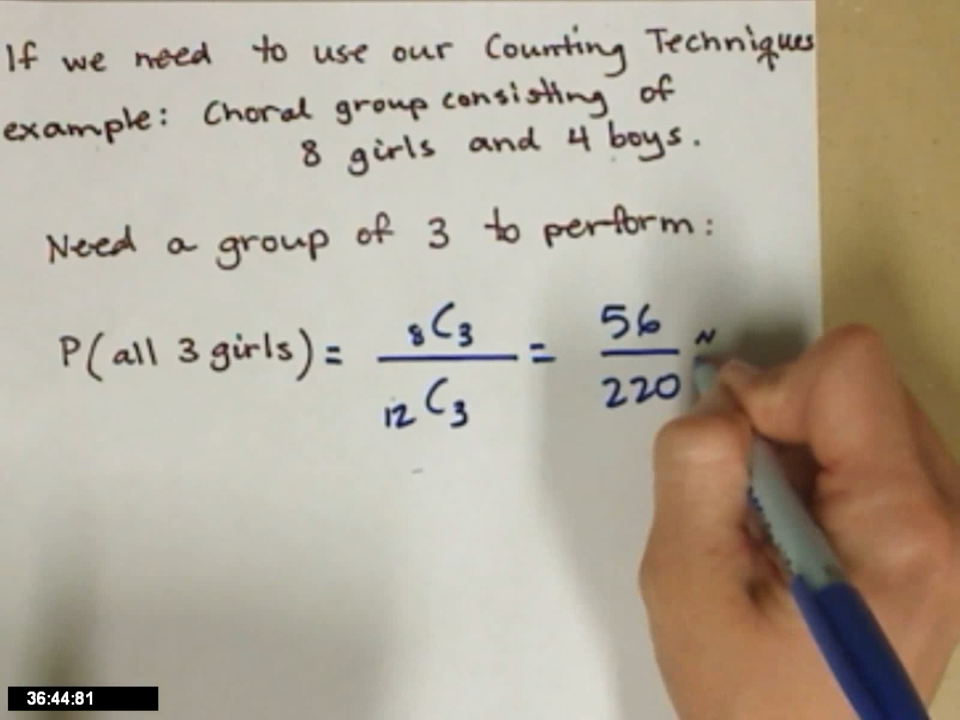 If we need to use our Counting Techniques
example: Choral group consisting of
8 girls and 4 boys.
Need a group of 3 to perform:
P(all 3 girls) = 8C3 / 12C3 = 56 / 220 ≈
36:44:81